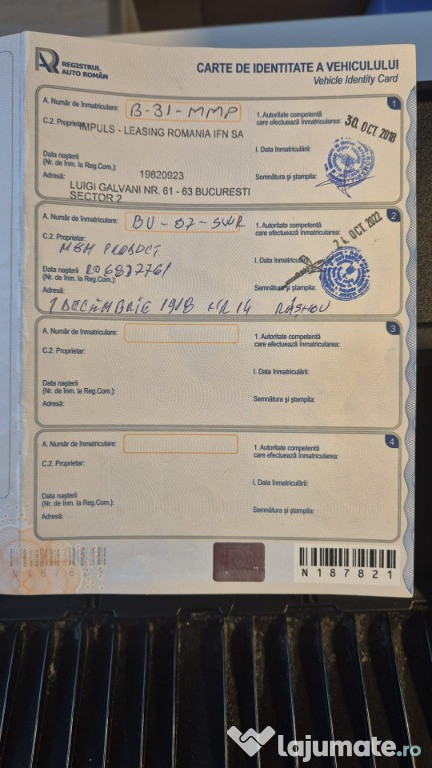 REGISTRUL
AUTO ROMÂN
CARTE DE IDENTITATE A VEHICULULUI
Vehicle Identity Card
1
A. Număr de înmatriculare: B-31-MMP
C.2. Proprietar:
IMPULS - LEASING ROMANIA IFN SA
1. Autoritate competentă
care efectuează înmatricularea:
30. OCT 2018
I. Data înmatriculării:
Data nașterii
(Nr. de înm. la Reg.Com.): 19820923
Semnătura și ștampila:
Adresă:
LUIGI GALVANI NR. 61 - 63 BUCURESTI
SECTOR 2
2
A. Număr de înmatriculare: BU-07-SWR
C.2. Proprietar:
MBM PRODUCT
1. Autoritate competentă
care efectuează înmatricularea:
OCT 2022
I. Data înmatriculării:
Data nașterii
(Nr. de înm. la Reg.Com.):
Semnătura și ștampila:
Adresă:
1 DECEMBRIE 1918 NR 14
3
A. Număr de înmatriculare:
C.2. Proprietar:
1. Autoritate competentă
care efectuează înmatricularea:
I. Data înmatriculării:
Data nașterii
(Nr. de înm. la Reg.Com.):
Semnătura și ștampila:
Adresă:
4
A. Număr de înmatriculare:
C.2. Proprietar:
1. Autoritate competentă
care efectuează înmatricularea:
I. Data înmatriculării:
Data nașterii
(Nr. de înm. la Reg.Com.):
Semnătura și ștampila:
Adresă:
N187821
lajumate.ro